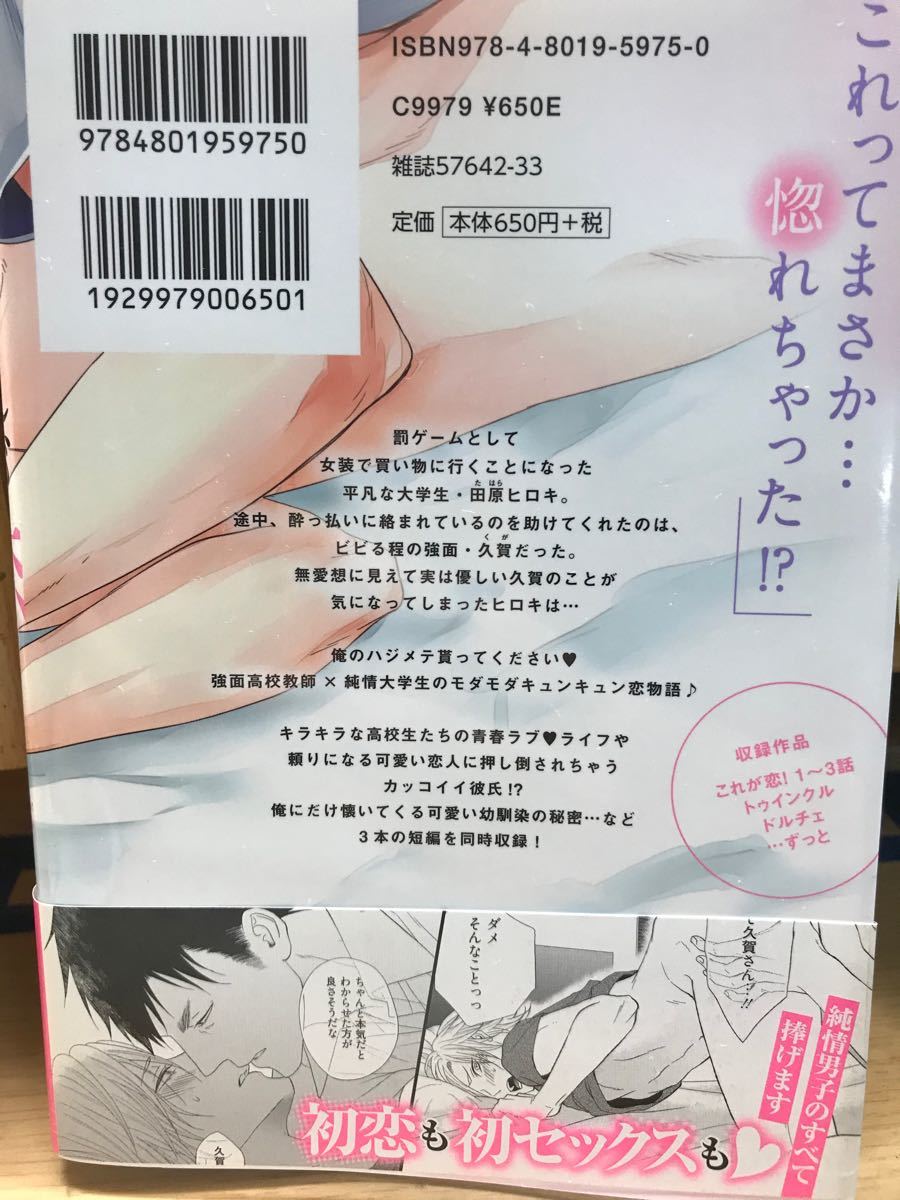 9784801959750
1929979006501
ISBN978-4-8019-5975-0
C9979 ¥650E
雑誌57642-33
定価 本体650円+税
これってまさか…
惚れちゃった!?」
罰ゲームとして
女装で買い物に行くことになった
平凡な大学生・田原ヒロキ。
たはら
途中、酔っ払いに絡まれているのを助けてくれたのは、
ビビる程の強面・久賀だった。
くが
無愛想に見えて実は優しい久賀のことが
気になってしまったヒロキは…
俺のハジメテ貰ってください♥
強面高校教師×純情大学生のモダモダキュンキュン恋物語♪
キラキラな高校生たちの青春ラブ♥ライフや
頼りになる可愛い恋人に押し倒されちゃう
カッコイイ彼氏!?
俺にだけ懐いてくる可愛い幼馴染の秘密…など
3本の短編を同時収録!
収録作品
これが恋!1〜3話
トゥインクル
ドルチェ
…ずっと
ちゃんと本気だと
わからせた方が
良さそうだな
久賀
ダメ
そんなことっっ
久賀さん…!!
純情男子のすべて
捧げます
初恋も初セックスも♡